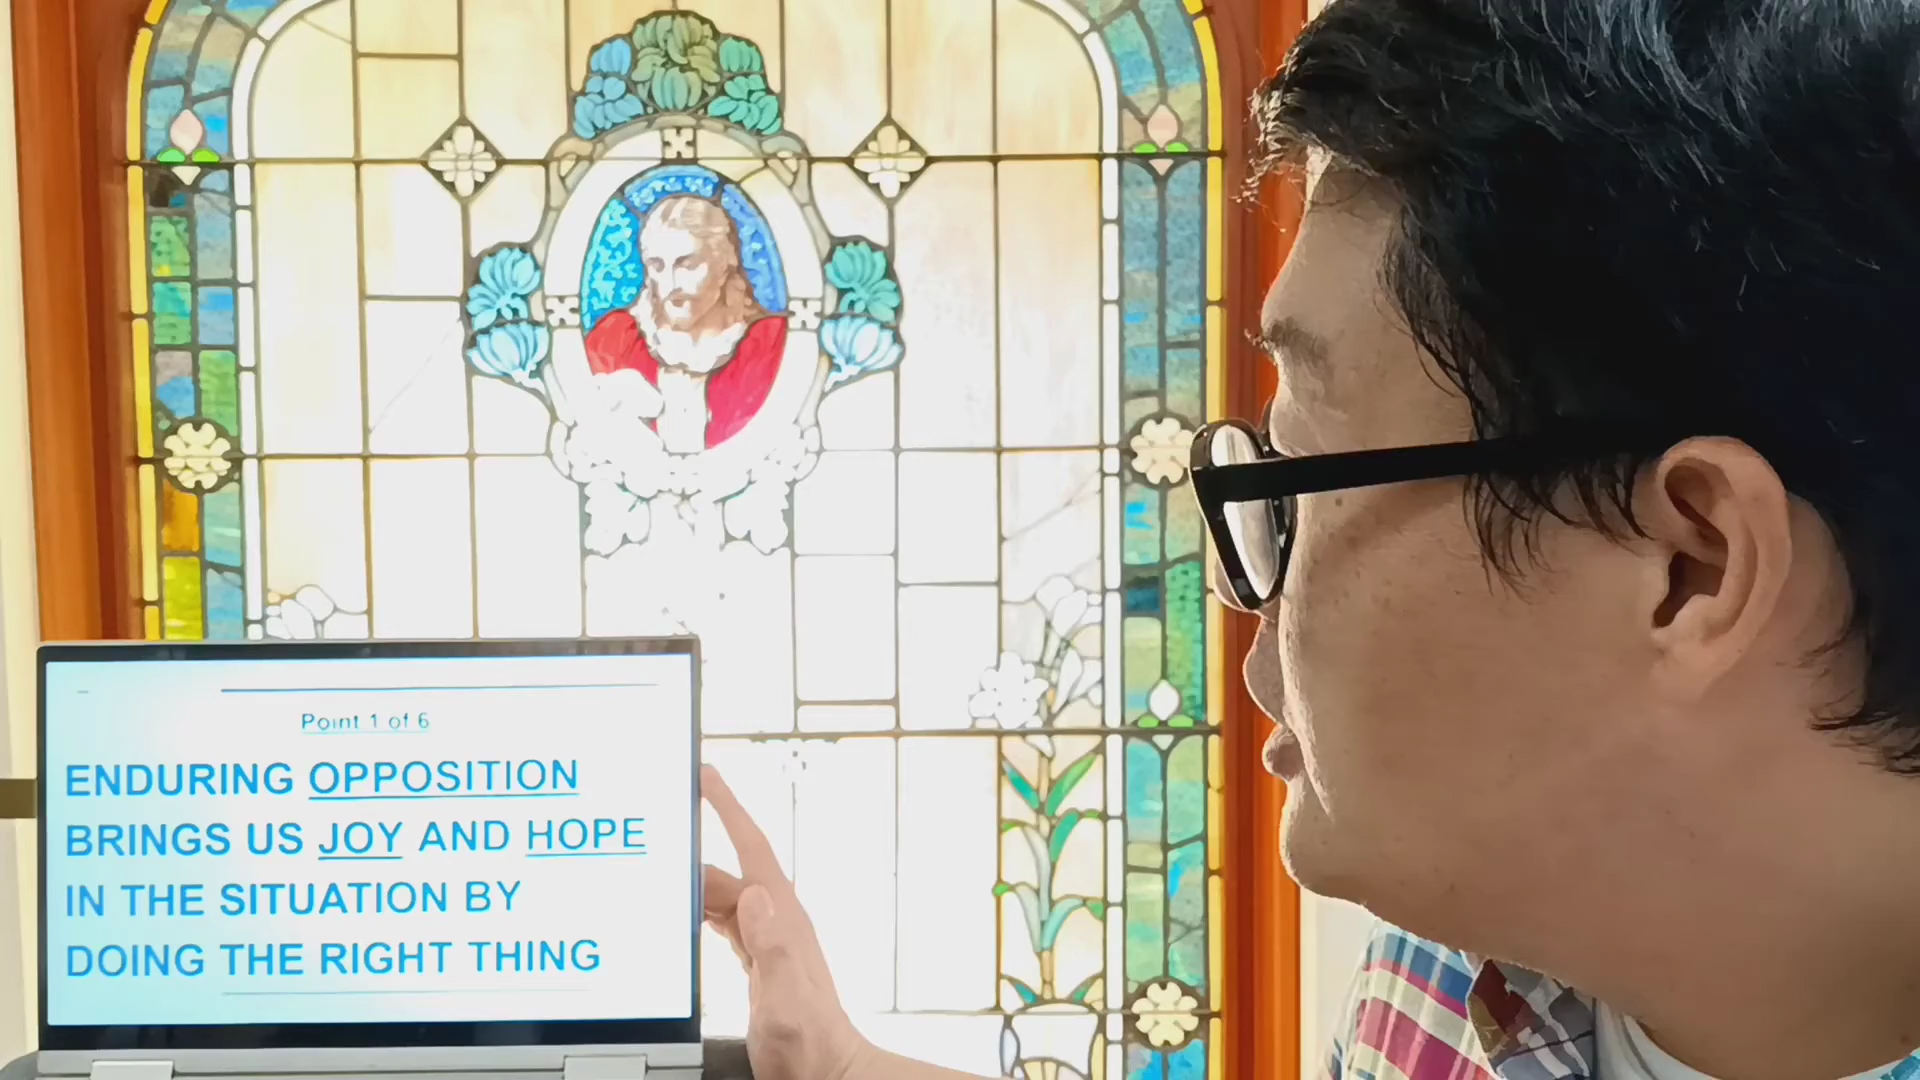 Point 1 of 6
ENDURING OPPOSITION
BRINGS US JOY AND HOPE
IN THE SITUATION BY
DOING THE RIGHT THING